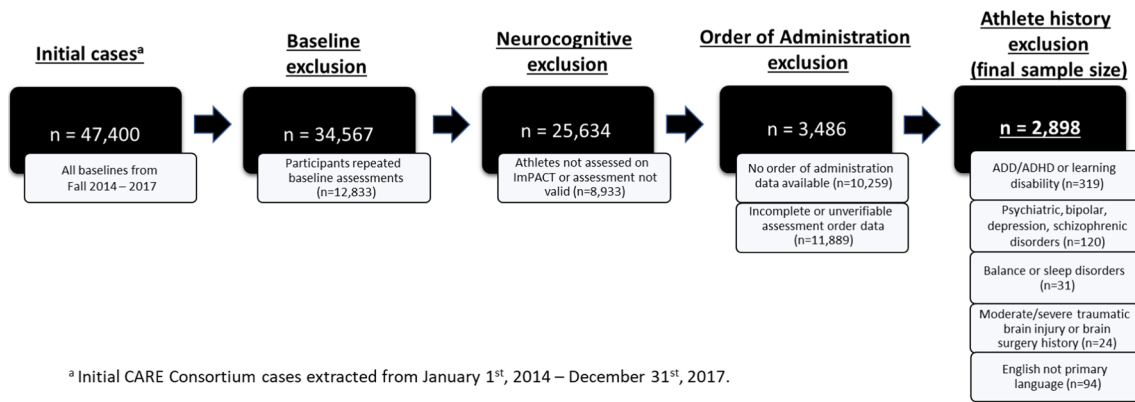 Initial casesᵃ
n = 47,400
All baselines from
Fall 2014 – 2017
Baseline
exclusion
n = 34,567
Participants repeated
baseline assessments
(n=12,833)
Neurocognitive
exclusion
n = 25,634
Athletes not assessed on
ImPACT or assessment not
valid (n=8,933)
Order of Administration
exclusion
n = 3,486
No order of administration
data available (n=10,259)
Incomplete or unverifiable
assessment order data
(n=11,889)
Athlete history
exclusion
(final sample size)
n = 2,898
ADD/ADHD or learning
disability (n=319)
Psychiatric, bipolar,
depression, schizophrenic
disorders (n=120)
Balance or sleep disorders
(n=31)
Moderate/severe traumatic
brain injury or brain
surgery history (n=24)
English not primary
language (n=94)
ᵃ Initial CARE Consortium cases extracted from January 1ˢᵗ, 2014 – December 31ˢᵗ, 2017.